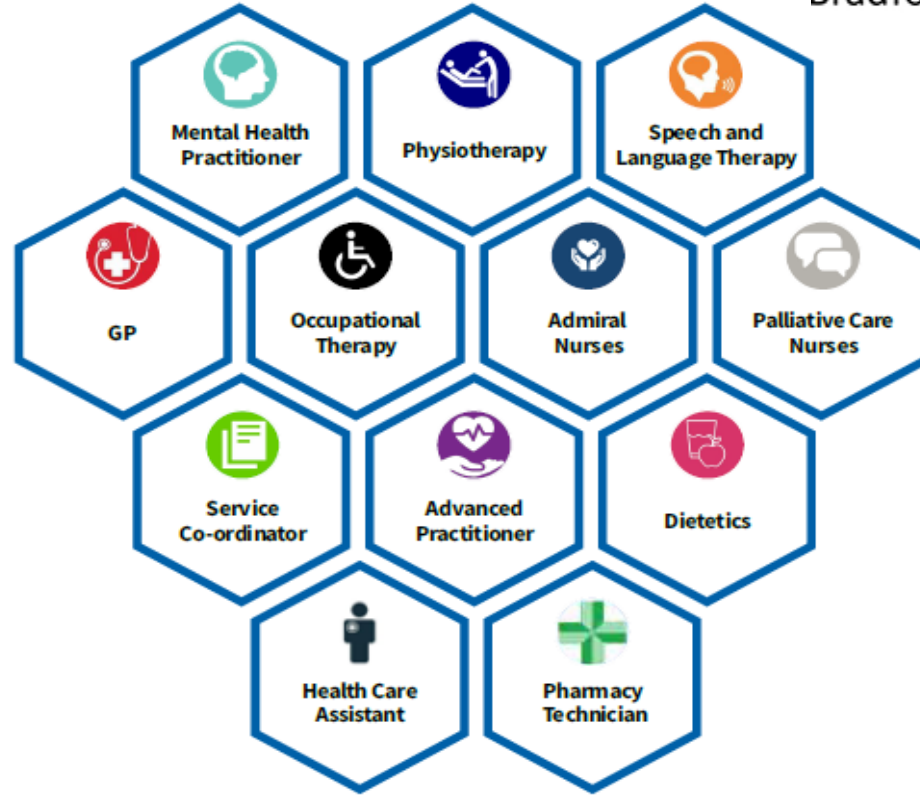 Mental Health
Practitioner
Physiotherapy
Speech and
Language Therapy
GP
Occupational
Therapy
Admiral
Nurses
Palliative Care
Nurses
Service
Co-ordinator
Advanced
Practitioner
Dietetics
Health Care
Assistant
Pharmacy
Technician